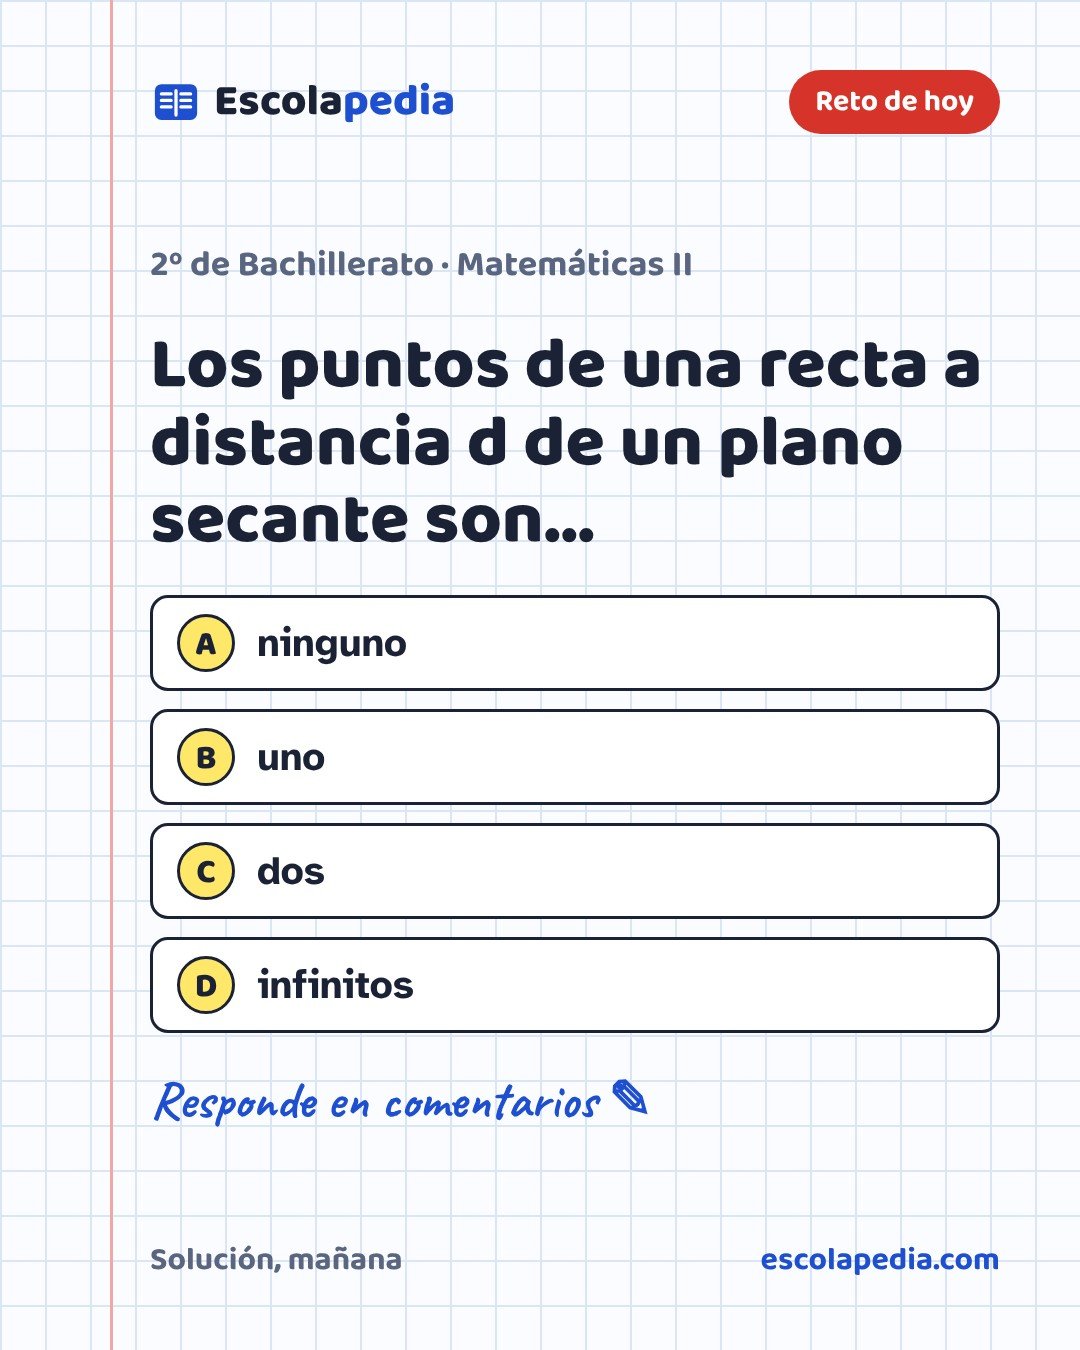 Escolapedia
Reto de hoy
2º de Bachillerato · Matemáticas II
Los puntos de una recta a
distancia d de un plano
secante son...
A ninguno
B uno
C dos
D infinitos
Responde en comentarios ✎
Solución, mañana
escolapedia.com